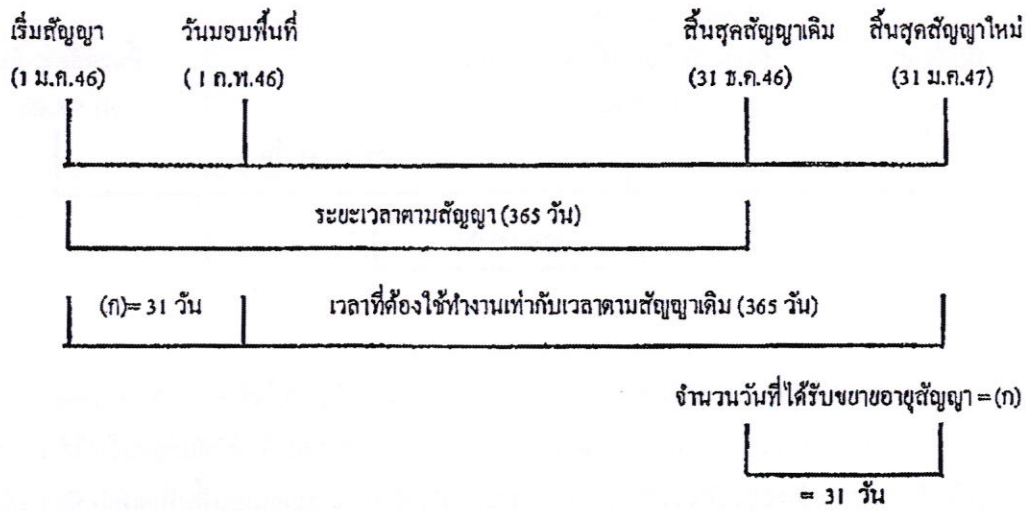 เริ่มสัญญา วันมอบพื้นที่ สิ้นสุดสัญญาเดิม สิ้นสุดสัญญาใหม่
(1 ม.ค.46) ( 1 ก.พ.46) (31 ธ.ค.46) (31 ม.ค.47)
ระยะเวลาตามสัญญา (365 วัน)
(ก)= 31 วัน เวลาที่ต้องใช้ทำงานเท่ากับเวลาตามสัญญาเดิม (365 วัน)
จำนวนวันที่ได้รับขยายอายุสัญญา = (ก)
= 31 วัน